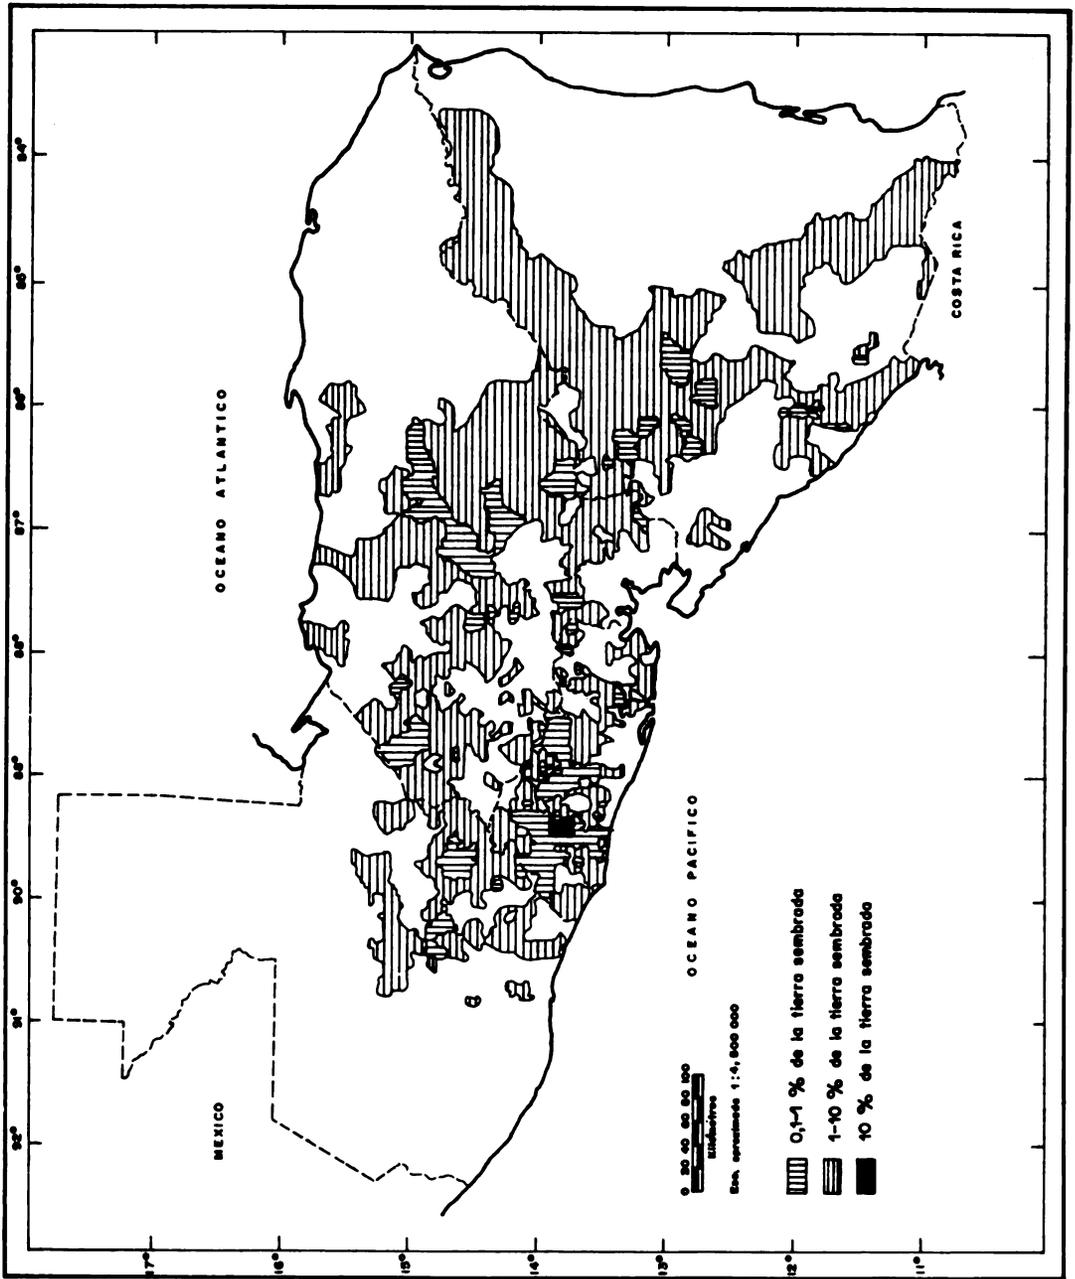 OCEANO ATLANTICO
MEXICO
COSTA RICA
OCEANO PACIFICO
0 20 40 60 80 100
Kilómetros
Esc. aproximada 1:4,500 000
0,1-1 % de la tierra sembrada
1-10 % de la tierra sembrada
10 % de la tierra sembrada
92°
91°
90°
89°
88°
87°
86°
85°
84°
17°
16°
15°
14°
13°
12°
11°